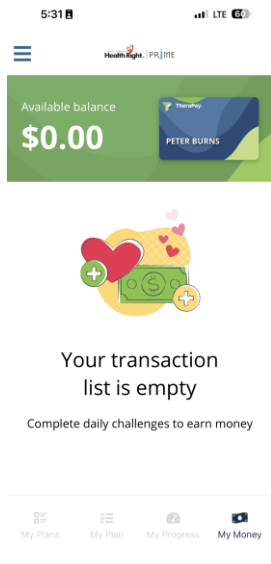 5:31
LTE 60
HealthRight. PRIME
Available balance
$0.00
TheraPay
PETER BURNS
Your transaction
list is empty
Complete daily challenges to earn money
My Plans My Plan My Progress My Money